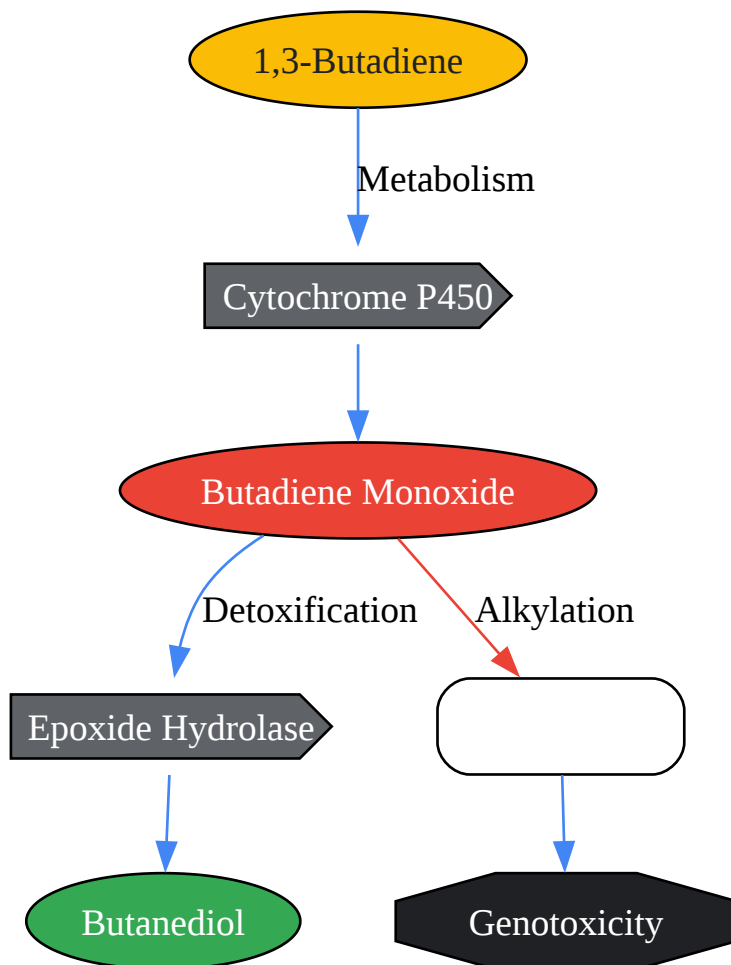 1,3-Butadiene
Metabolism
Cytochrome P450
Butadiene Monoxide
Detoxification
Alkylation
Epoxide Hydrolase
Butanediol
Genotoxicity